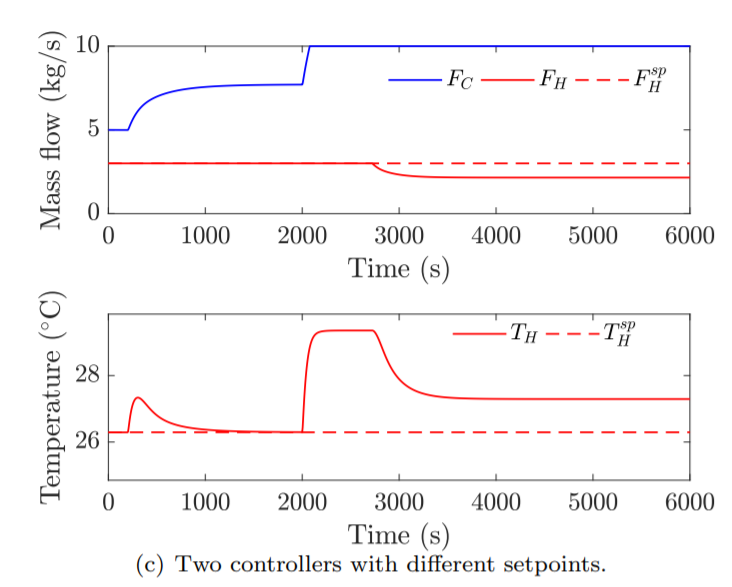 Mass flow (kg/s)
10
5
0
F_C F_H F_H^{sp}
0 1000 2000 3000 4000 5000 6000
Time (s)
Temperature (°C)
28
26
T_H T_H^{sp}
0 1000 2000 3000 4000 5000 6000
Time (s)
(c) Two controllers with different setpoints.